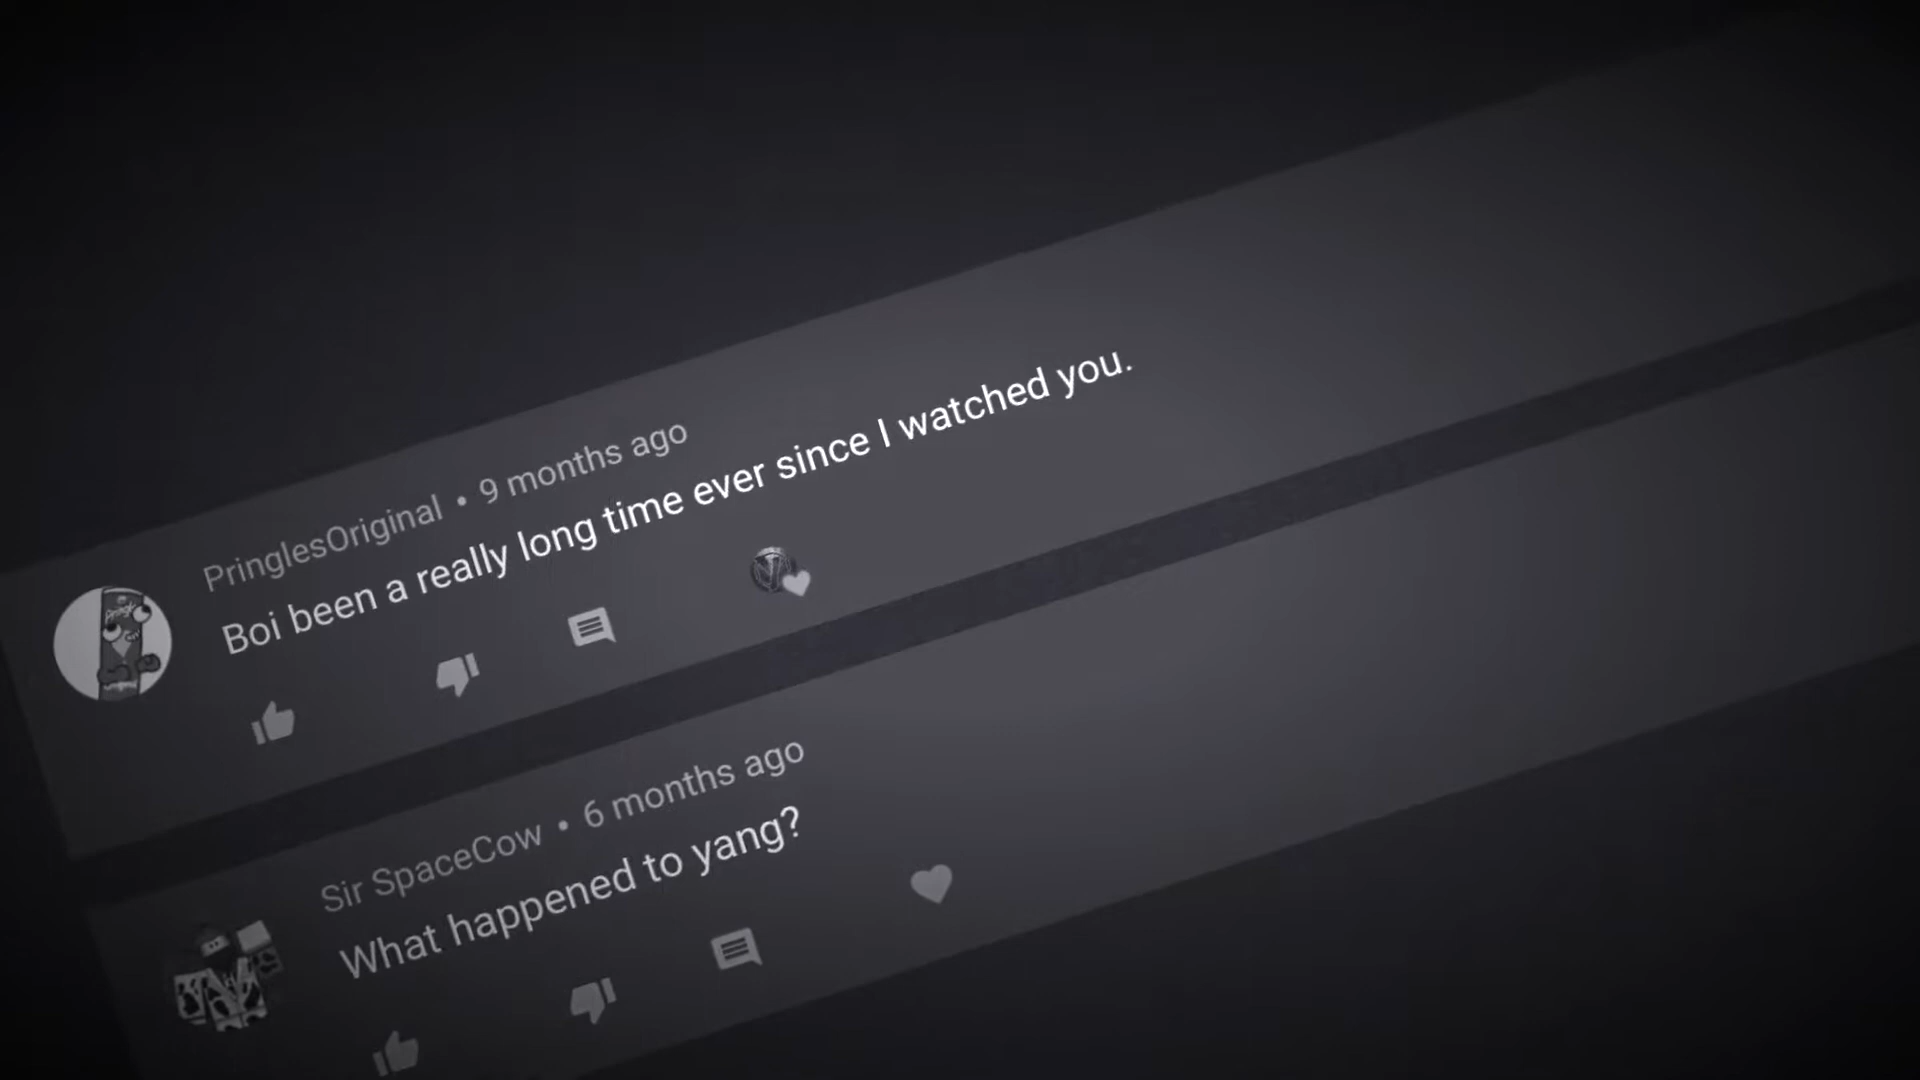 PringlesOriginal • 9 months ago
Boi been a really long time ever since I watched you.
Sir SpaceCow • 6 months ago
What happened to yang?